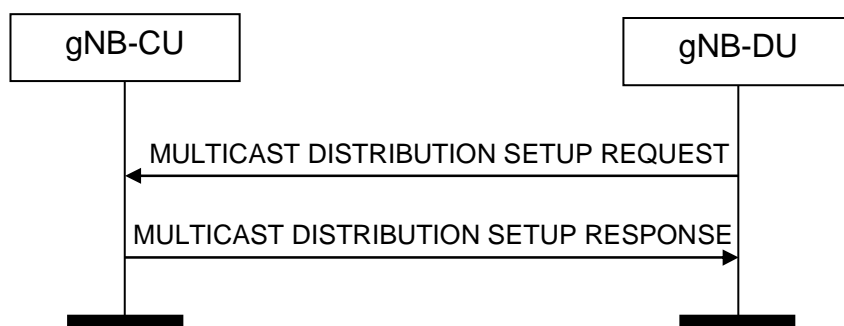 gNB-CU
gNB-DU
MULTICAST DISTRIBUTION SETUP REQUEST
MULTICAST DISTRIBUTION SETUP RESPONSE